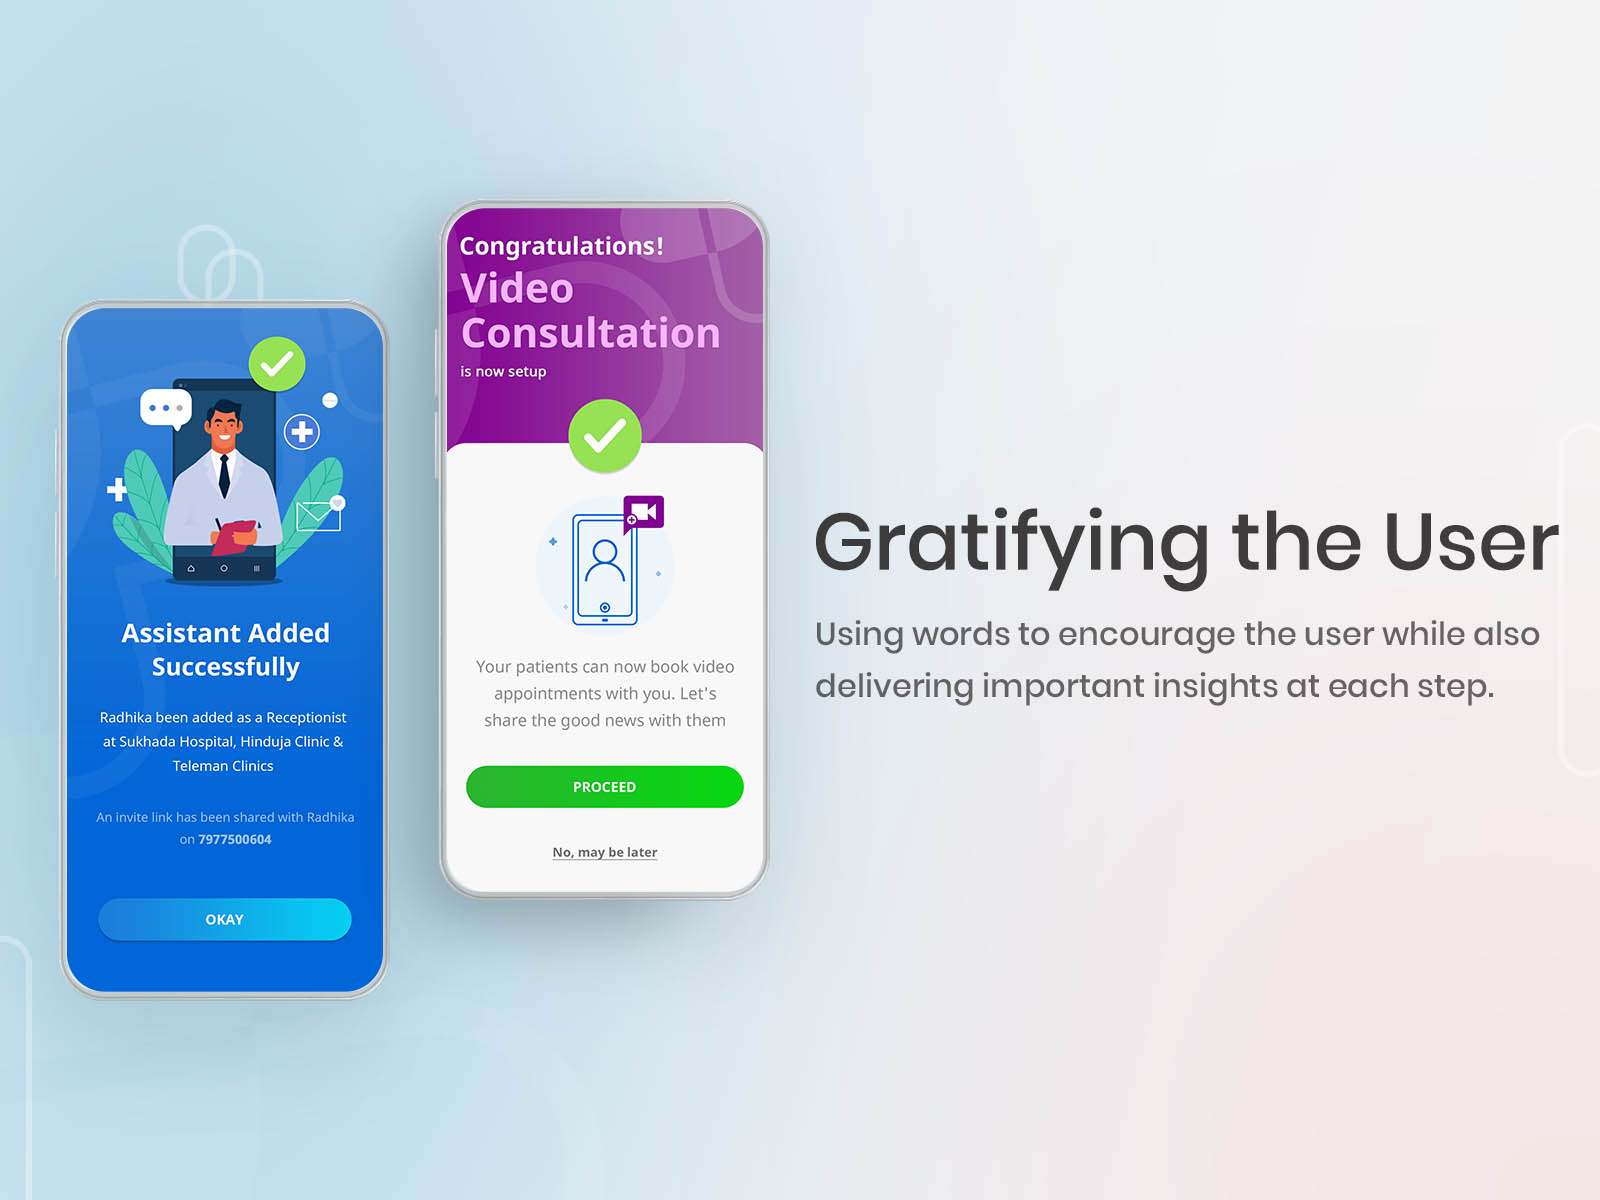 Assistant Added
Successfully
Radhika been added as a Receptionist
at Sukhada Hospital, Hinduja Clinic &
Teleman Clinics
An invite link has been shared with Radhika
on 7977500604
OKAY
Congratulations!
Video
Consultation
is now setup
Your patients can now book video
appointments with you. Let's
share the good news with them
PROCEED
No, may be later
Gratifying the User
Using words to encourage the user while also
delivering important insights at each step.